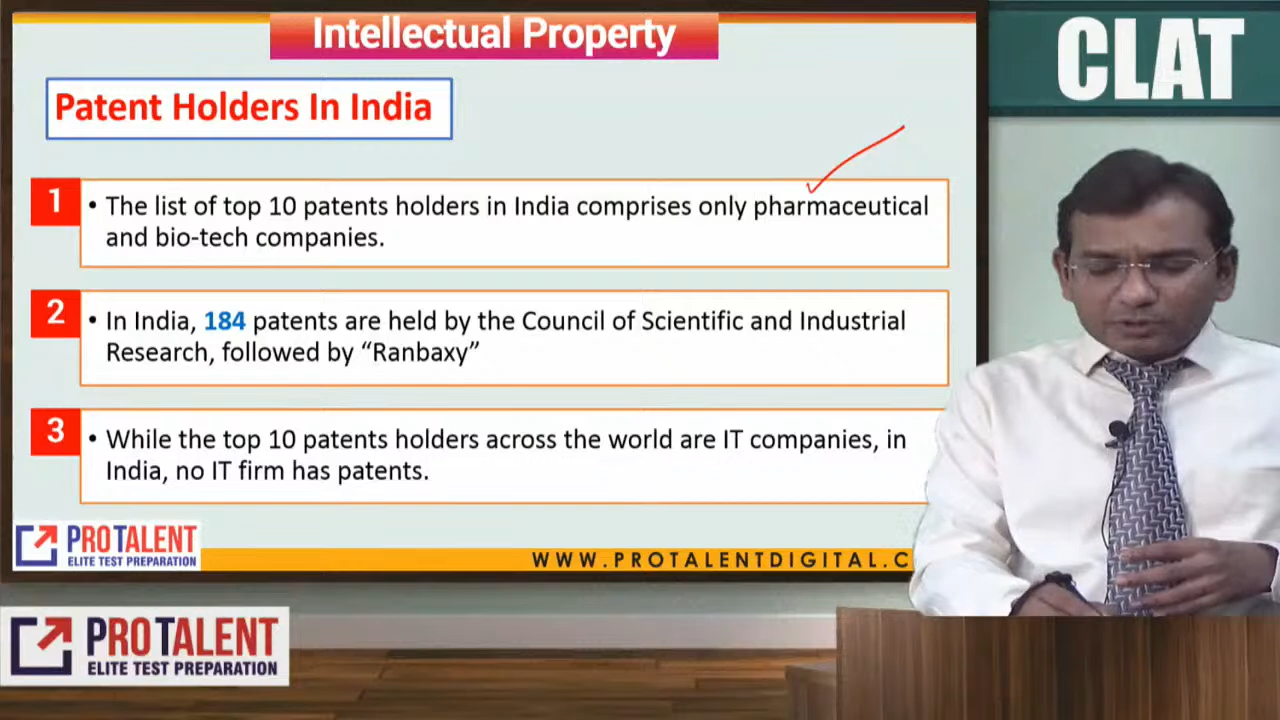 Intellectual Property
CLAT
Patent Holders In India
1
• The list of top 10 patents holders in India comprises only pharmaceutical
and bio-tech companies.
2
• In India, 184 patents are held by the Council of Scientific and Industrial
Research, followed by “Ranbaxy”
3
• While the top 10 patents holders across the world are IT companies, in
India, no IT firm has patents.
PROTALENT
ELITE TEST PREPARATION
WWW.PROTALENTDIGITAL.C
PROTALENT
ELITE TEST PREPARATION